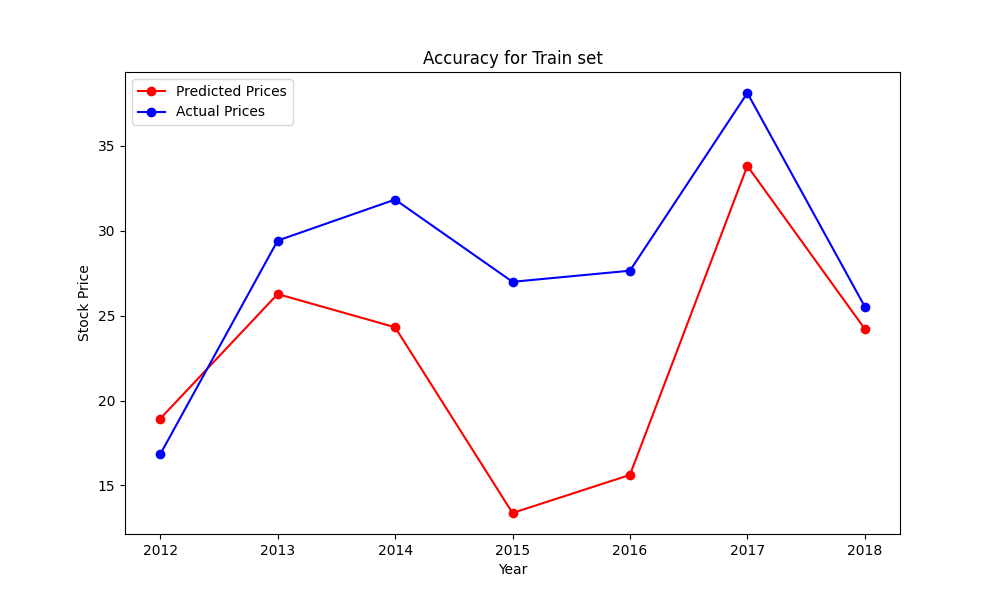 Accuracy for Train set
Predicted Prices
Actual Prices
35
30
25
20
15
Stock Price
2012 2013 2014 2015 2016 2017 2018
Year